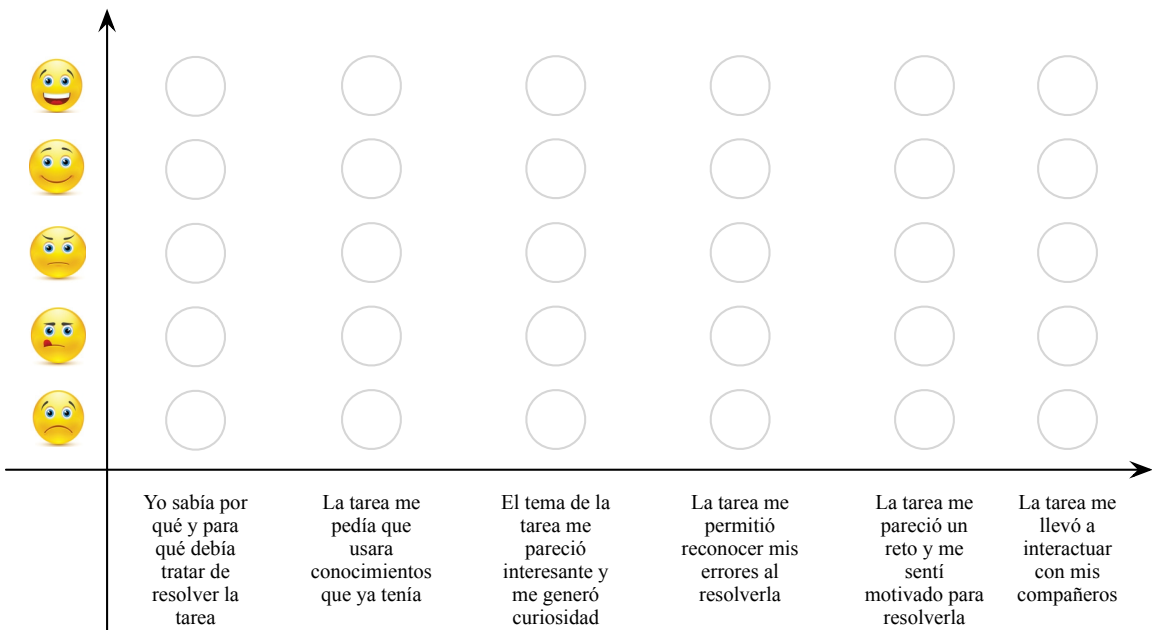 Yo sabía por
qué y para
qué debía
tratar de
resolver la
tarea
La tarea me
pedía que
usara
conocimientos
que ya tenía
El tema de la
tarea me
pareció
interesante y
me generó
curiosidad
La tarea me
permitió
reconocer mis
errores al
resolverla
La tarea me
pareció un
reto y me
sentí
motivado para
resolverla
La tarea me
llevó a
interactuar
con mis
compañeros